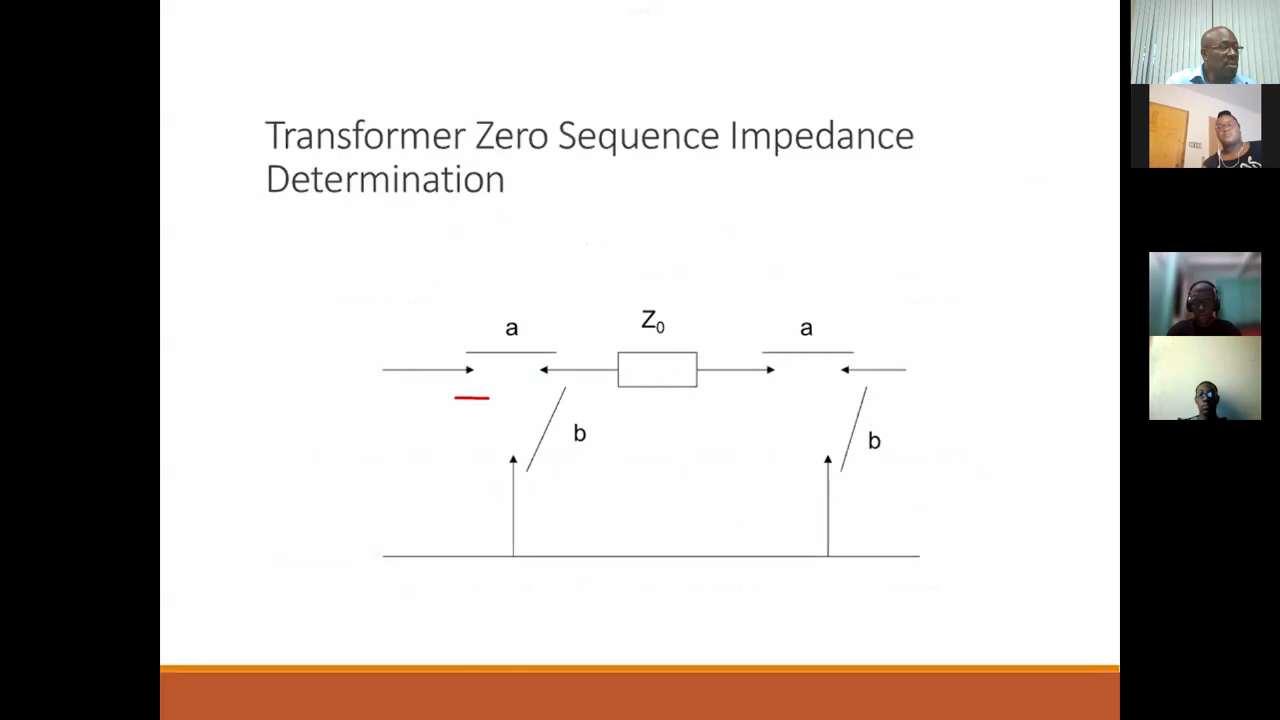 Transformer Zero Sequence Impedance
Determination
a
Z₀
a
b
b